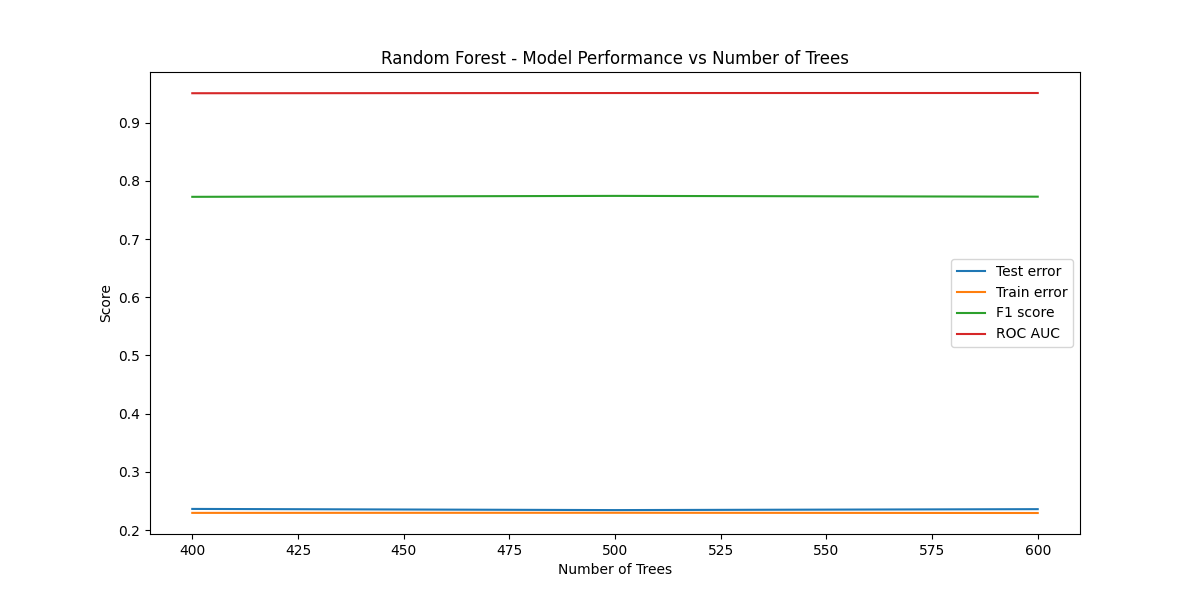 Random Forest - Model Performance vs Number of Trees
Score
0.9
0.8
0.7
0.6
0.5
0.4
0.3
0.2
Test error
Train error
F1 score
ROC AUC
400 425 450 475 500 525 550 575 600
Number of Trees